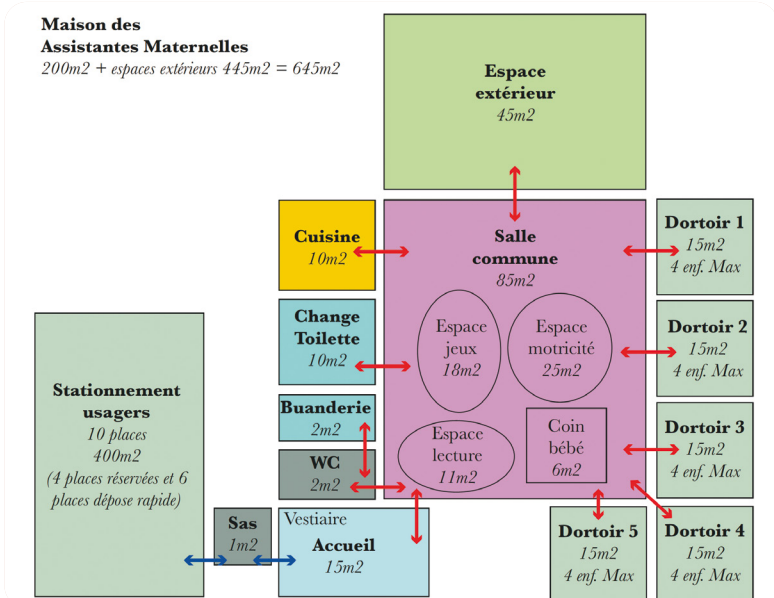 Maison des
Assistantes Maternelles
200m2 + espaces extérieurs 445m2 = 645m2
Espace
extérieur
45m2
Cuisine
10m2
Salle
commune
85m2
Dortoir 1
15m2
4 enf. Max
Change
Toilette
10m2
Espace
jeux
18m2
Espace
motricité
25m2
Dortoir 2
15m2
4 enf. Max
Stationnement
usagers
10 places
400m2
(4 places réservées et 6
places dépose rapide)
Buanderie
2m2
WC
2m2
Espace
lecture
11m2
Coin
bébé
6m2
Dortoir 3
15m2
4 enf. Max
Sas
1m2
Vestiaire
Accueil
15m2
Dortoir 5
15m2
4 enf. Max
Dortoir 4
15m2
4 enf. Max